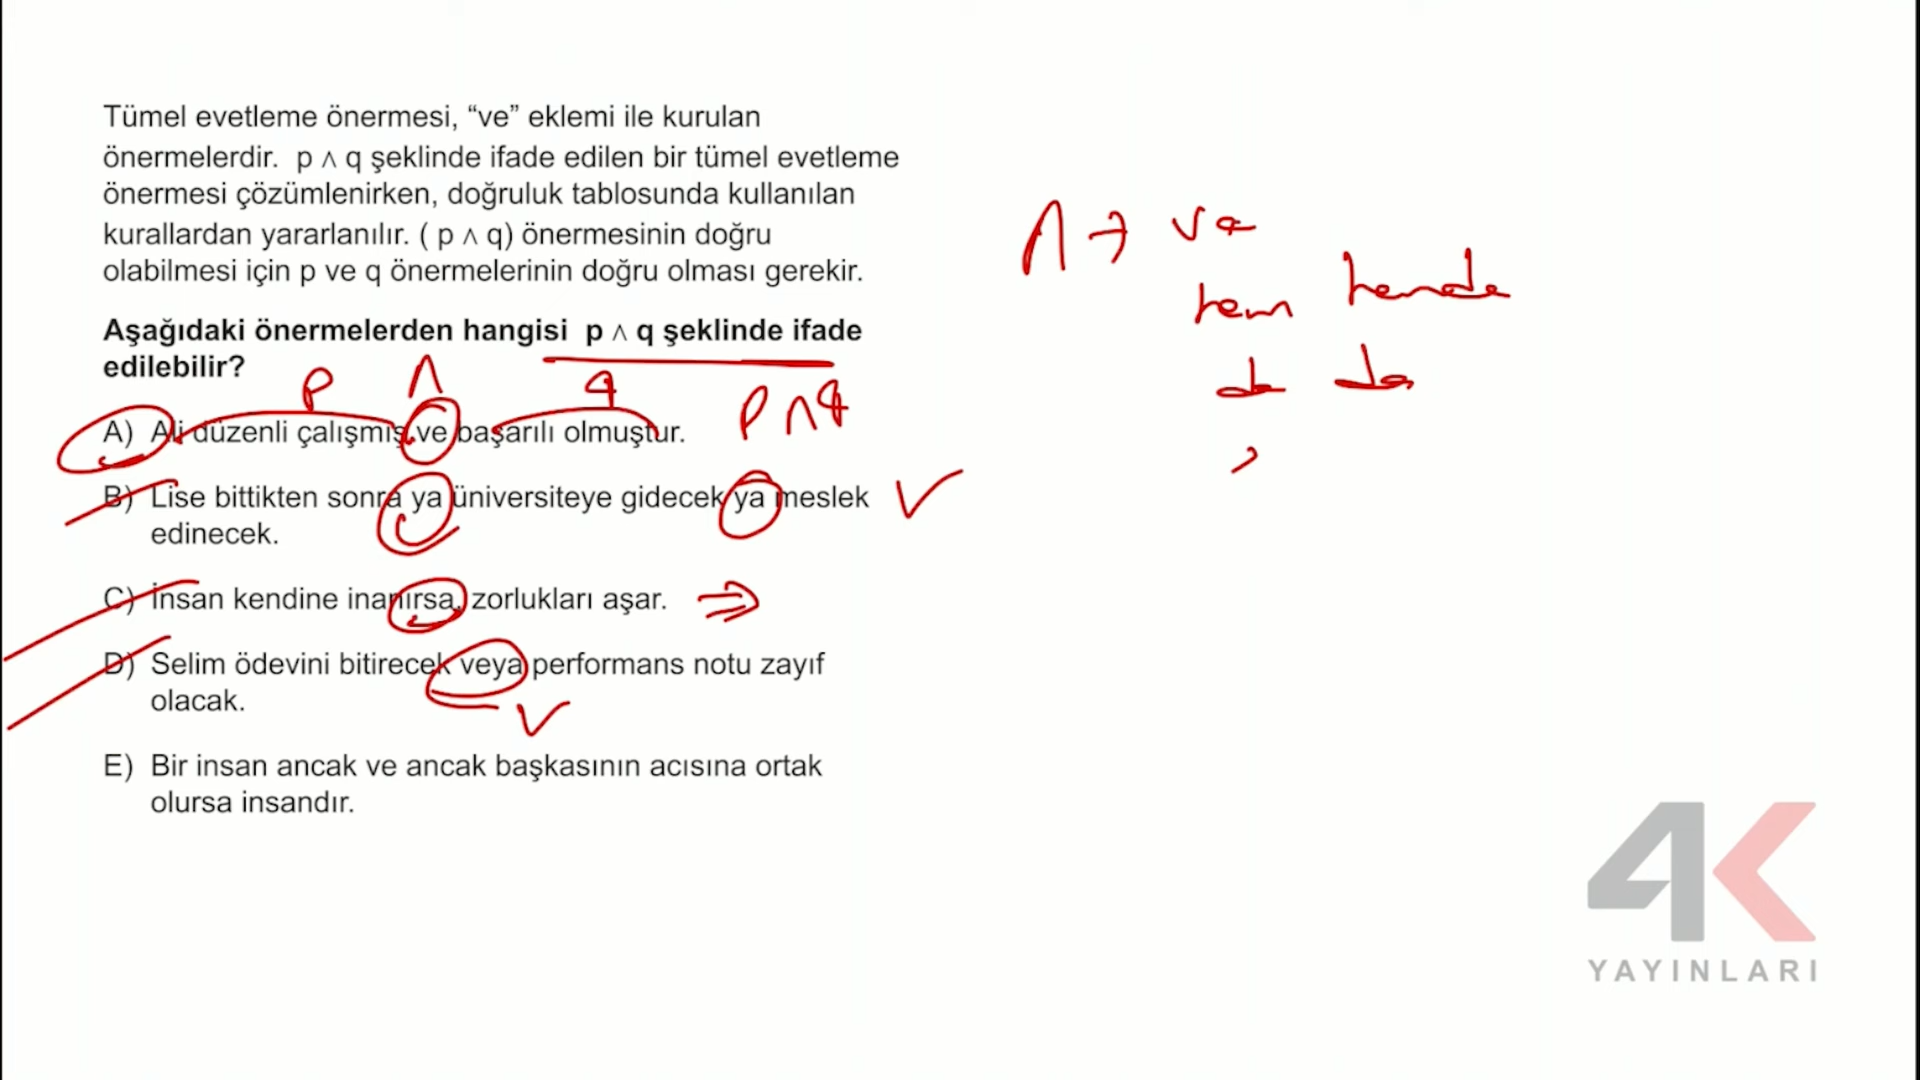 Tümel evetleme önermesi, “ve” eklemi ile kurulan
önermelerdir. p ∧ q şeklinde ifade edilen bir tümel evetleme
önermesi çözümlenirken, doğruluk tablosunda kullanılan
kurallardan yararlanılır. ( p ∧ q) önermesinin doğru
olabilmesi için p ve q önermelerinin doğru olması gerekir.
Aşağıdaki önermelerden hangisi p ∧ q şeklinde ifade
edilebilir?
p ∧ q
p ∧ q
A) Ali düzenli çalışmış ve başarılı olmuştur.
B) Lise bittikten sonra ya üniversiteye gidecek ya meslek
edinecek.
C) İnsan kendine inanırsa, zorlukları aşar. ⇒
D) Selim ödevini bitirecek veya performans notu zayıf
olacak.
E) Bir insan ancak ve ancak başkasının acısına ortak
olursa insandır.
∧ → ve
hem hemde
da da
,
4K
YAYINLARI